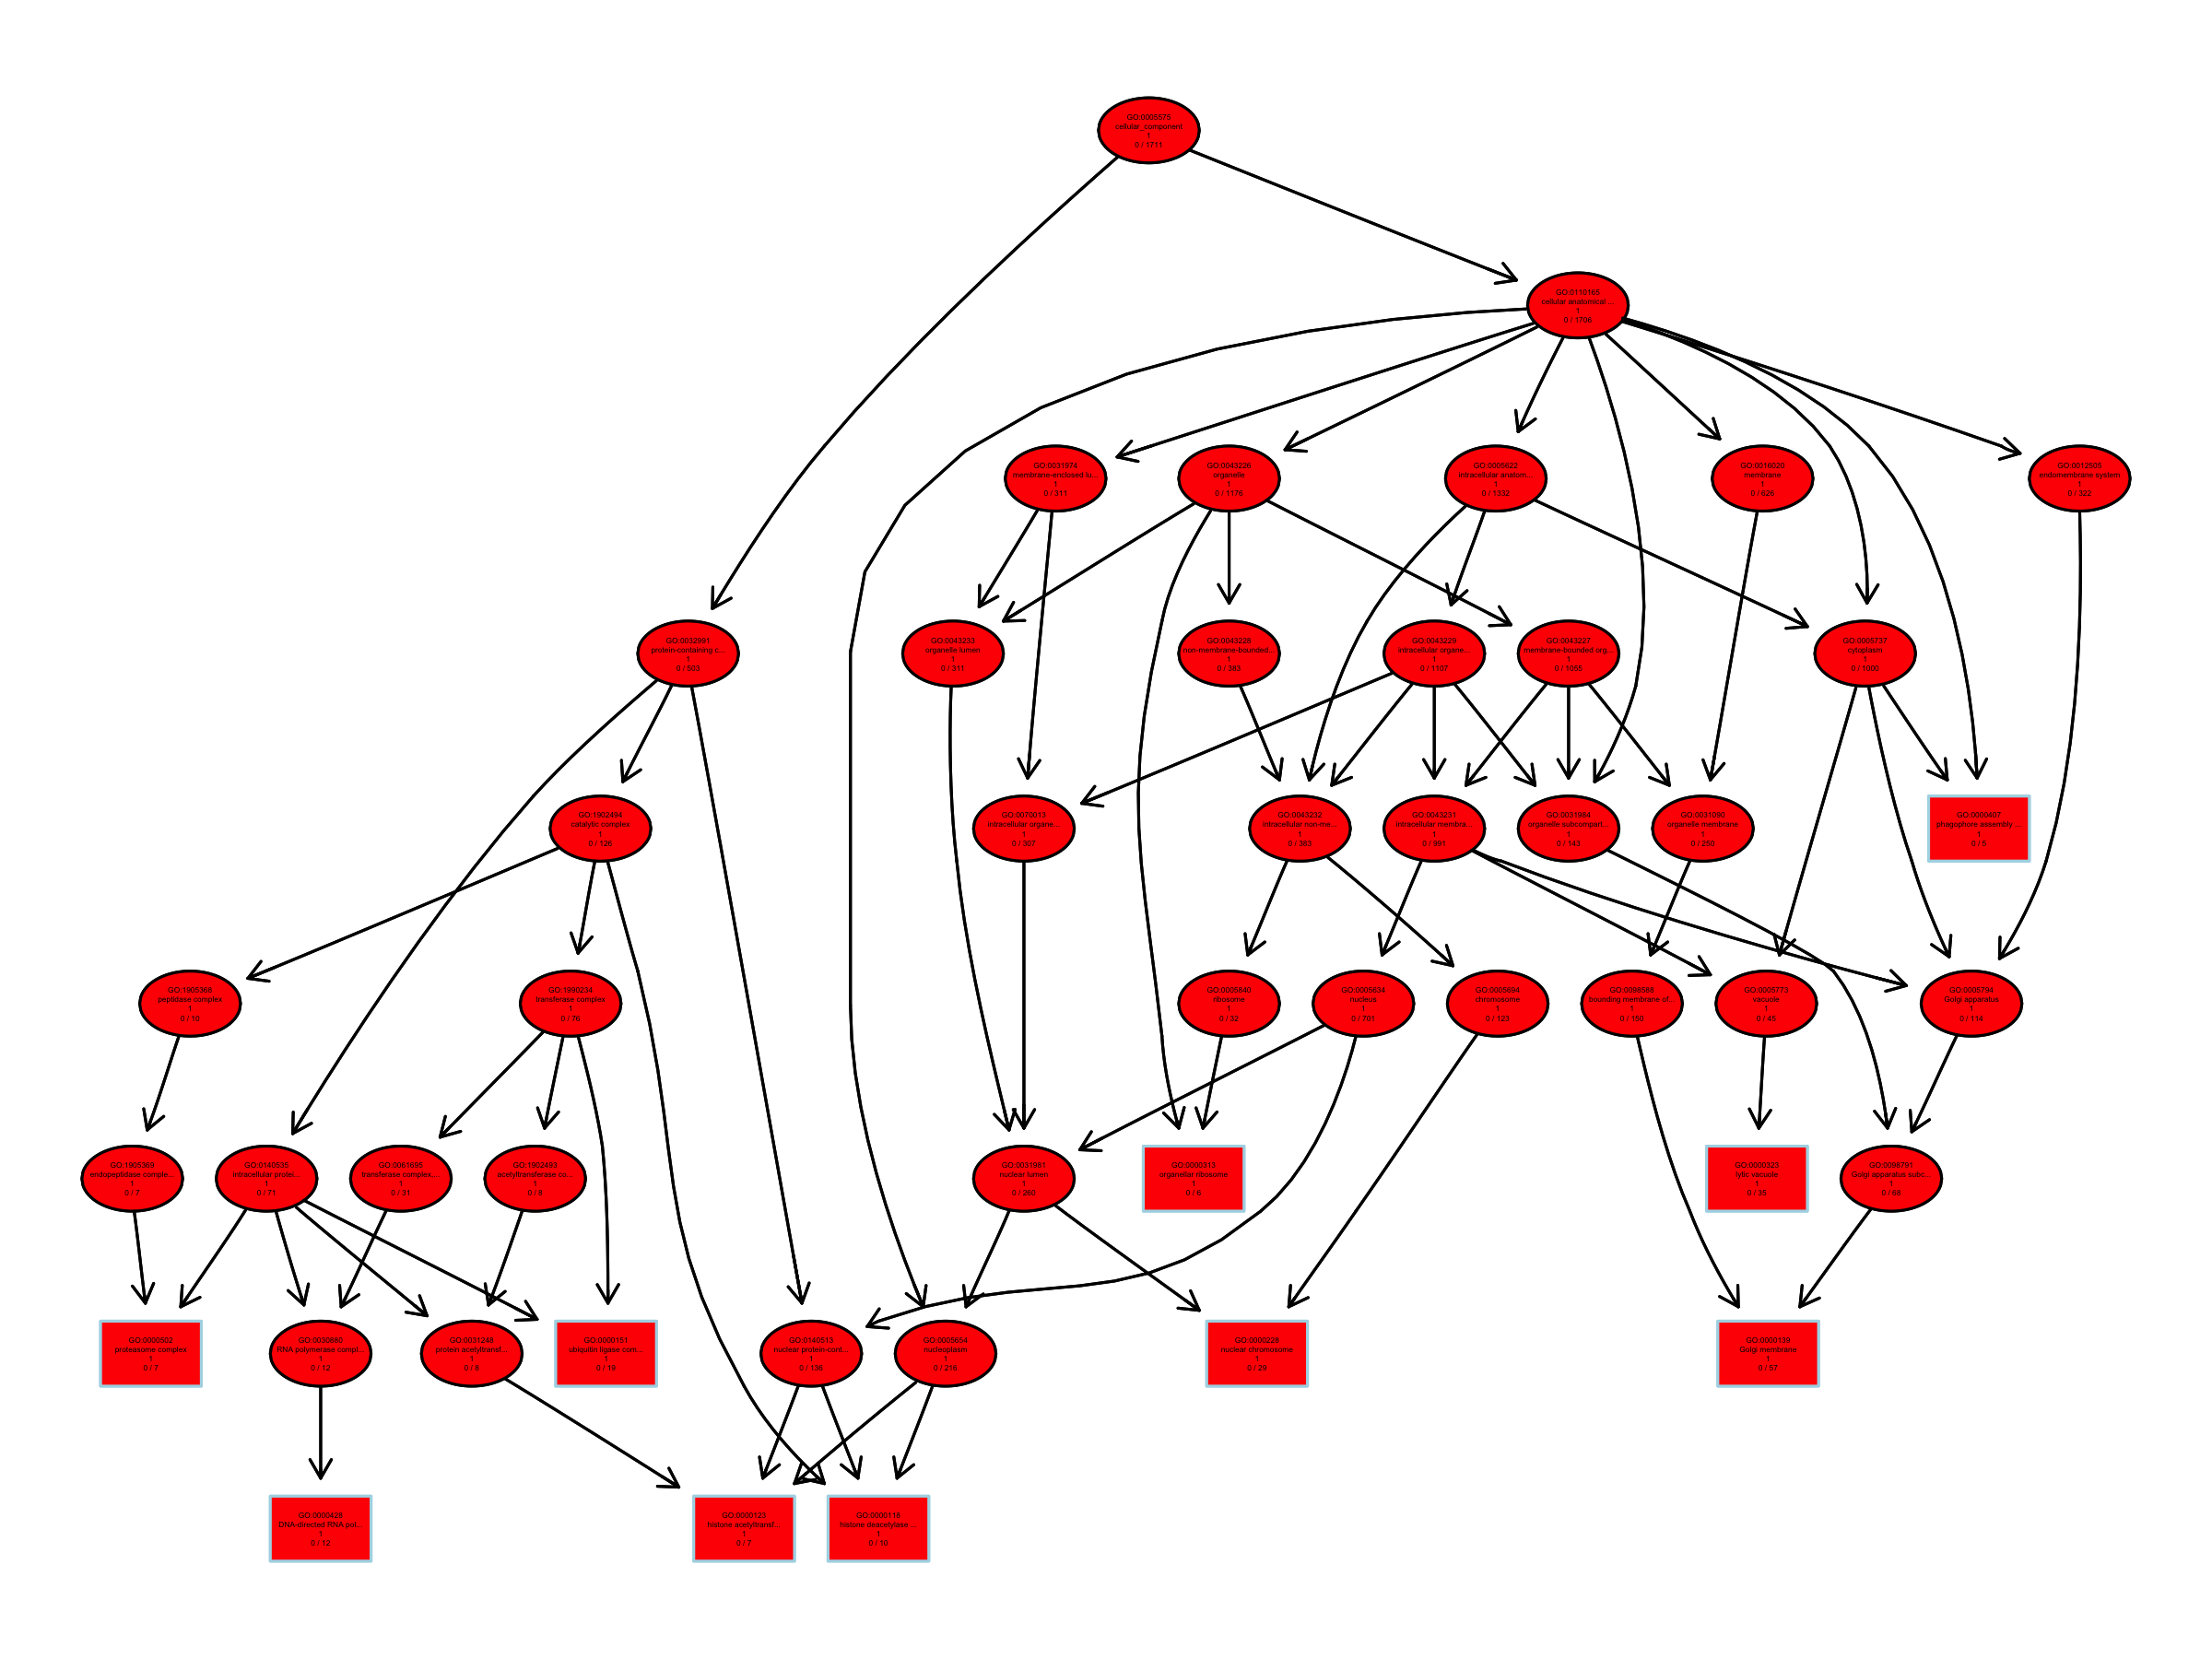 GO:0005575
cellular_component
1
0 / 1711
GO:0110165
cellular anatomical ...
1
0 / 1706
GO:0031974
membrane-enclosed lu...
1
0 / 311
GO:0043226
organelle
1
0 / 1176
GO:0005622
intracellular anatom...
1
0 / 1332
GO:0016020
membrane
1
0 / 626
GO:0012505
endomembrane system
1
0 / 322
GO:0032991
protein-containing c...
1
0 / 503
GO:0043233
organelle lumen
1
0 / 311
GO:0043228
non-membrane-bounded...
1
0 / 383
GO:0043229
intracellular organe...
1
0 / 1107
GO:0043227
membrane-bounded org...
1
0 / 1055
GO:0005737
cytoplasm
1
0 / 1000
GO:1902494
catalytic complex
1
0 / 126
GO:0070013
intracellular organe...
1
0 / 307
GO:0043232
intracellular non-me...
1
0 / 383
GO:0043231
intracellular membra...
1
0 / 991
GO:0031984
organelle subcompart...
1
0 / 143
GO:0031090
organelle membrane
1
0 / 250
GO:0000407
phagophore assembly ...
1
0 / 5
GO:1905368
peptidase complex
1
0 / 10
GO:1990234
transferase complex
1
0 / 76
GO:0005840
ribosome
1
0 / 32
GO:0005634
nucleus
1
0 / 701
GO:0005694
chromosome
1
0 / 123
GO:0098588
bounding membrane of...
1
0 / 150
GO:0005773
vacuole
1
0 / 45
GO:0005794
Golgi apparatus
1
0 / 114
GO:1905369
endopeptidase comple...
1
0 / 7
GO:0140535
intracellular protei...
1
0 / 71
GO:0061695
transferase complex,...
1
0 / 31
GO:1902493
acetyltransferase co...
1
0 / 8
GO:0031981
nuclear lumen
1
0 / 260
GO:0000313
organellar ribosome
1
0 / 6
GO:0000323
lytic vacuole
1
0 / 35
GO:0098791
Golgi apparatus subc...
1
0 / 68
GO:0000502
proteasome complex
1
0 / 7
GO:0030880
RNA polymerase compl...
1
0 / 12
GO:0031248
protein acetyltransf...
1
0 / 8
GO:0000151
ubiquitin ligase com...
1
0 / 19
GO:0140513
nuclear protein-cont...
1
0 / 136
GO:0005654
nucleoplasm
1
0 / 216
GO:0000228
nuclear chromosome
1
0 / 29
GO:0000139
Golgi membrane
1
0 / 57
GO:0000428
DNA-directed RNA pol...
1
0 / 12
GO:0000123
histone acetyltransf...
1
0 / 7
GO:0000118
histone deacetylase ...
1
0 / 10